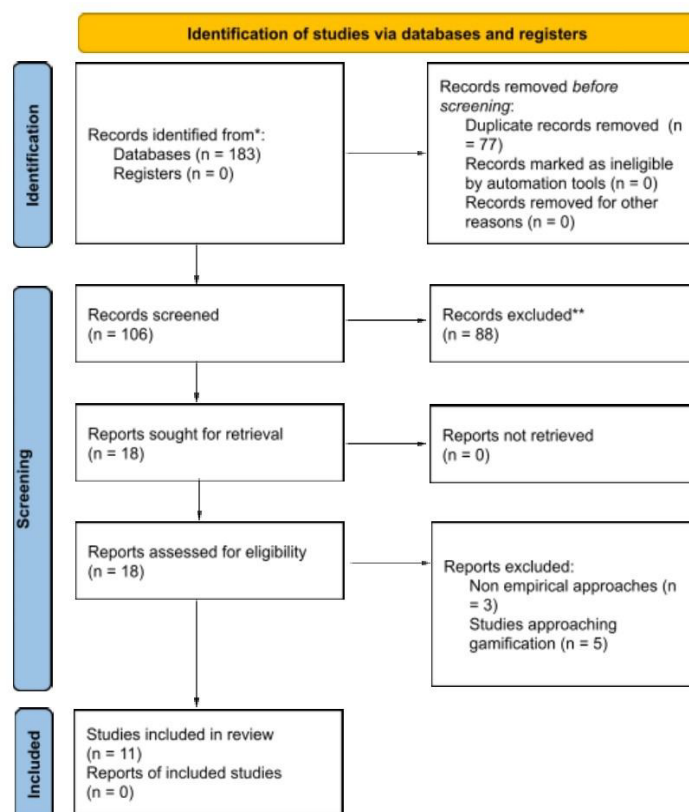 Identification of studies via databases and registers
Identification
Records identified from*:
Databases (n = 183)
Registers (n = 0)
Records removed before
screening:
Duplicate records removed (n
= 77)
Records marked as ineligible
by automation tools (n = 0)
Records removed for other
reasons (n = 0)
Screening
Records screened
(n = 106)
Records excluded**
(n = 88)
Reports sought for retrieval
(n = 18)
Reports not retrieved
(n = 0)
Reports assessed for eligibility
(n = 18)
Reports excluded:
Non empirical approaches (n
= 3)
Studies approaching
gamification (n = 5)
Included
Studies included in review
(n = 11)
Reports of included studies
(n = 0)